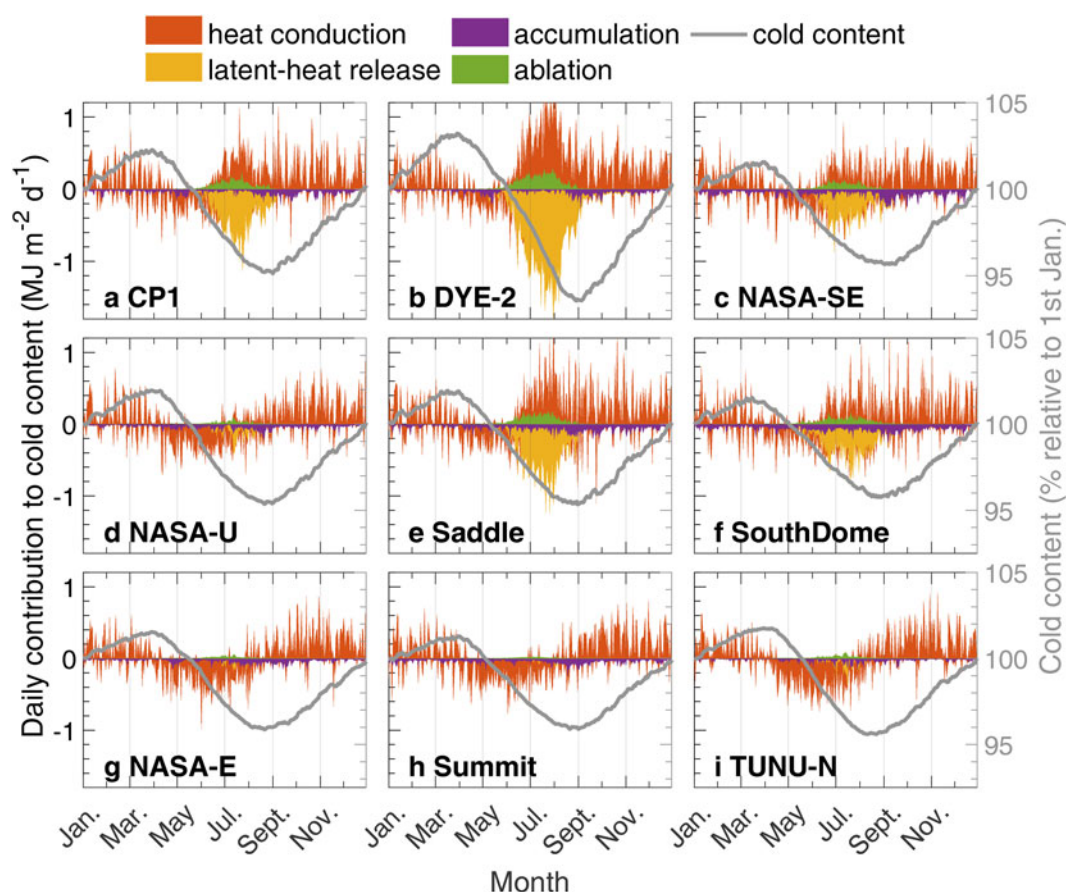 heat conduction accumulation cold content
latent-heat release ablation
Daily contribution to cold content (MJ m⁻² d⁻¹)
1 0 -1
a CP1
b DYE-2
c NASA-SE
105 100 95
1 0 -1
d NASA-U
e Saddle
f SouthDome
105 100 95
1 0 -1
g NASA-E
h Summit
i TUNU-N
105 100 95
Cold content (% relative to 1st Jan.)
Jan. Mar. May Jul. Sept. Nov. Jan. Mar. May Jul. Sept. Nov. Jan. Mar. May Jul. Sept. Nov.
Month